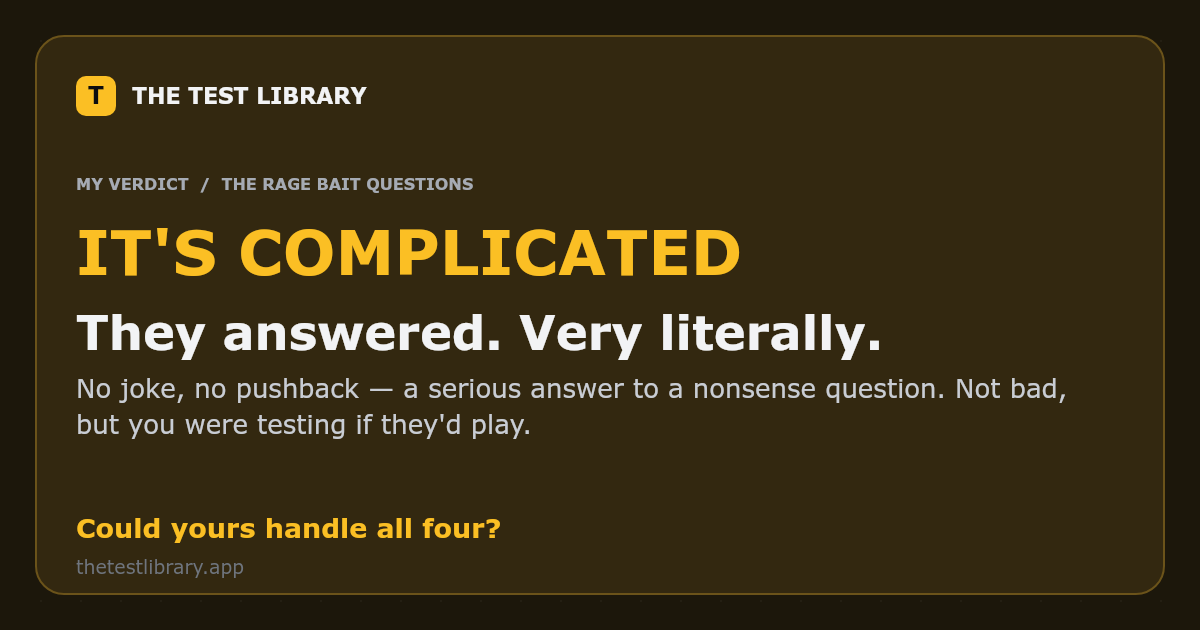 T THE TEST LIBRARY
MY VERDICT / THE RAGE BAIT QUESTIONS
IT'S COMPLICATED
They answered. Very literally.
No joke, no pushback — a serious answer to a nonsense question. Not bad,
but you were testing if they'd play.
Could yours handle all four?
thetestlibrary.app